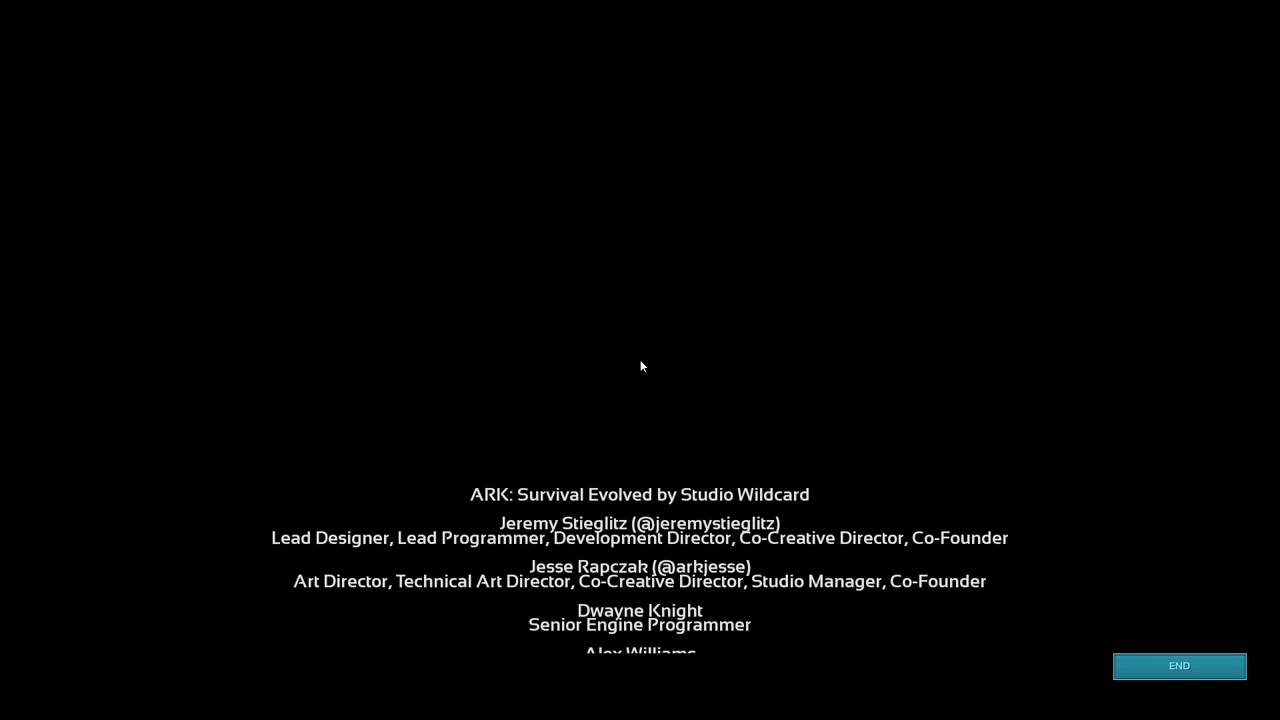 ARK: Survival Evolved by Studio Wildcard
Jeremy Stieglitz (@jeremystieglitz)
Lead Designer, Lead Programmer, Development Director, Co-Creative Director, Co-Founder
Jesse Rapczak (@arkjesse)
Art Director, Technical Art Director, Co-Creative Director, Studio Manager, Co-Founder
Dwayne Knight
Senior Engine Programmer
Alex Williams
END